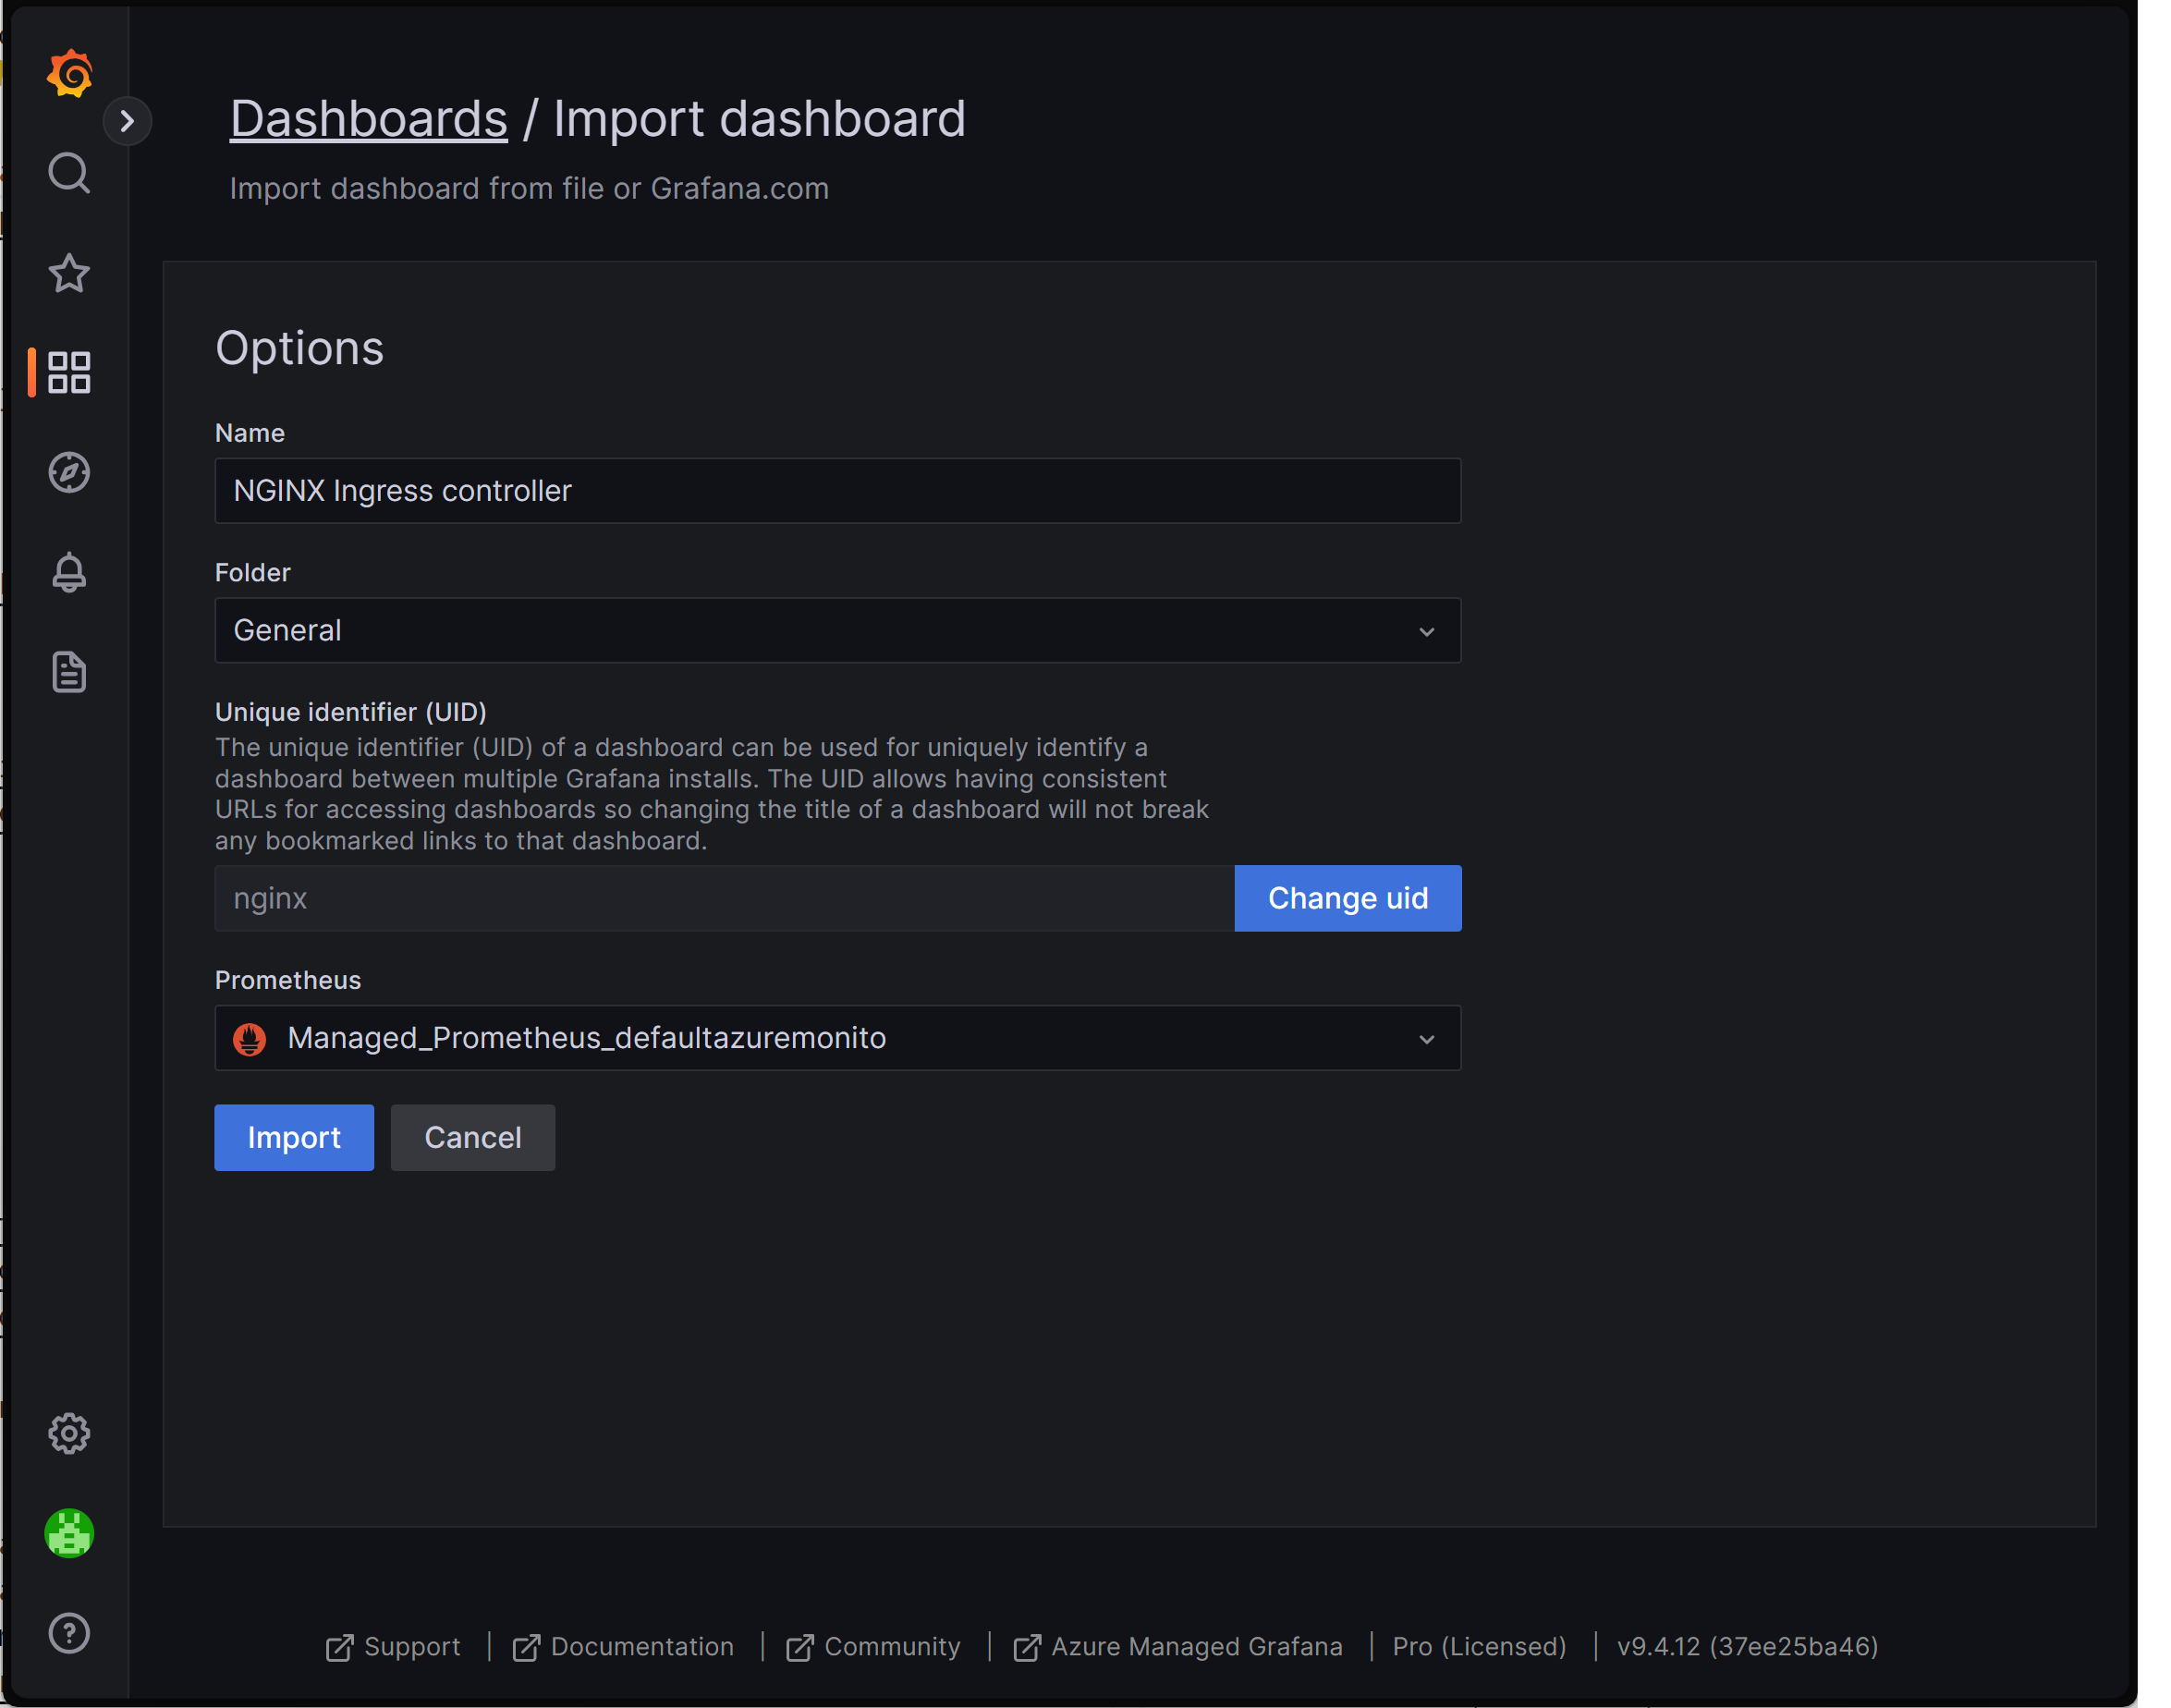 Dashboards / Import dashboard
Import dashboard from file or Grafana.com
Options
Name
NGINX Ingress controller
Folder
General
Unique identifier (UID)
The unique identifier (UID) of a dashboard can be used for uniquely identify a
dashboard between multiple Grafana installs. The UID allows having consistent
URLs for accessing dashboards so changing the title of a dashboard will not break
any bookmarked links to that dashboard.
nginx
Change uid
Prometheus
Managed_Prometheus_defaultazuremonito
Import
Cancel
Support | Documentation | Community | Azure Managed Grafana | Pro (Licensed) | v9.4.12 (37ee25ba46)